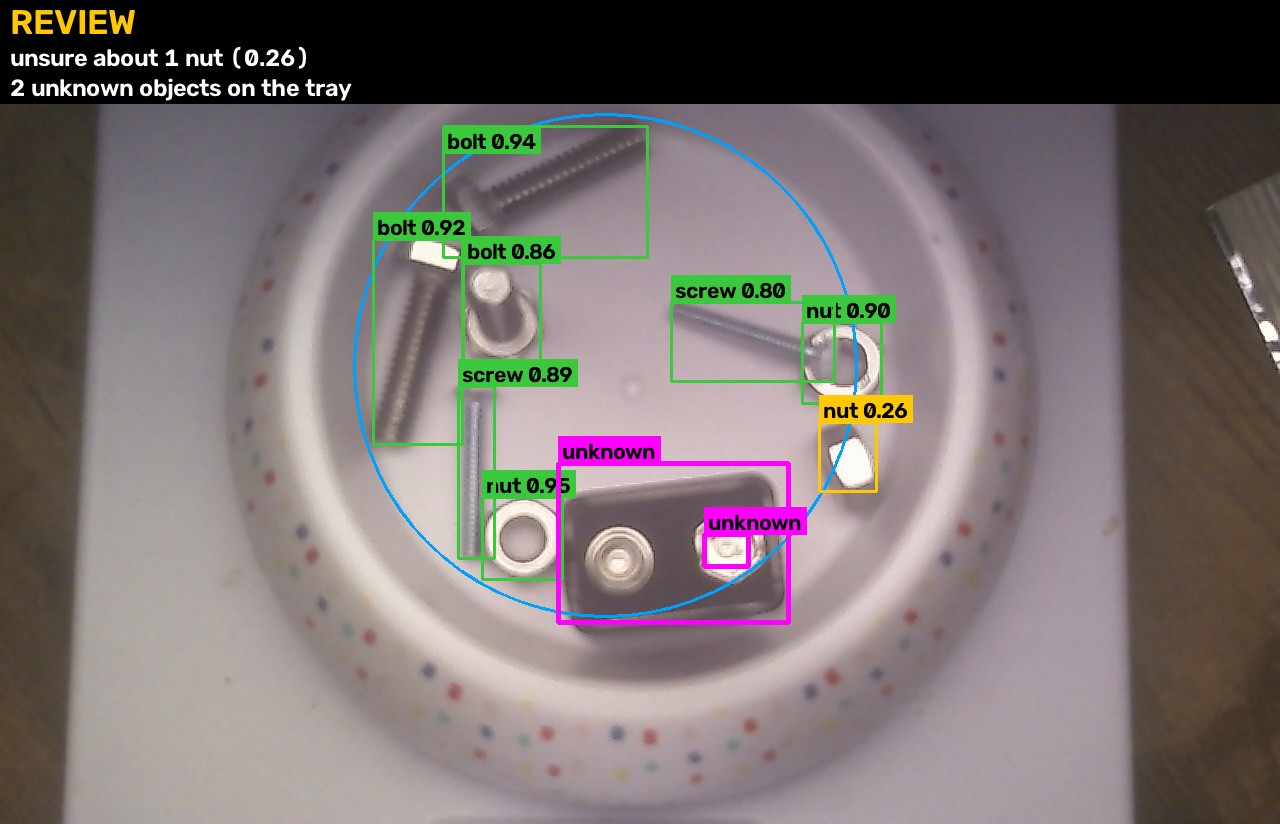 REVIEW
unsure about 1 nut (0.26)
2 unknown objects on the tray
bolt 0.94
bolt 0.92
bolt 0.86
screw 0.80
nut 0.90
screw 0.89
nut 0.26
unknown
nut 0.95
unknown